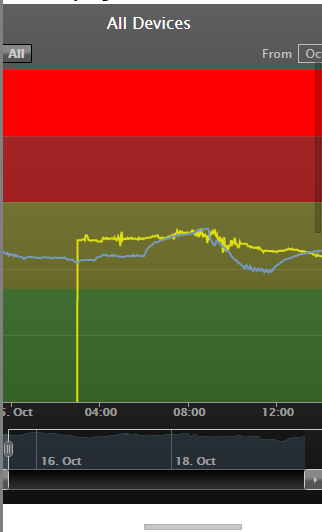 All Devices
All From Oc
5. Oct 04:00 08:00 12:00
16. Oct 18. Oct